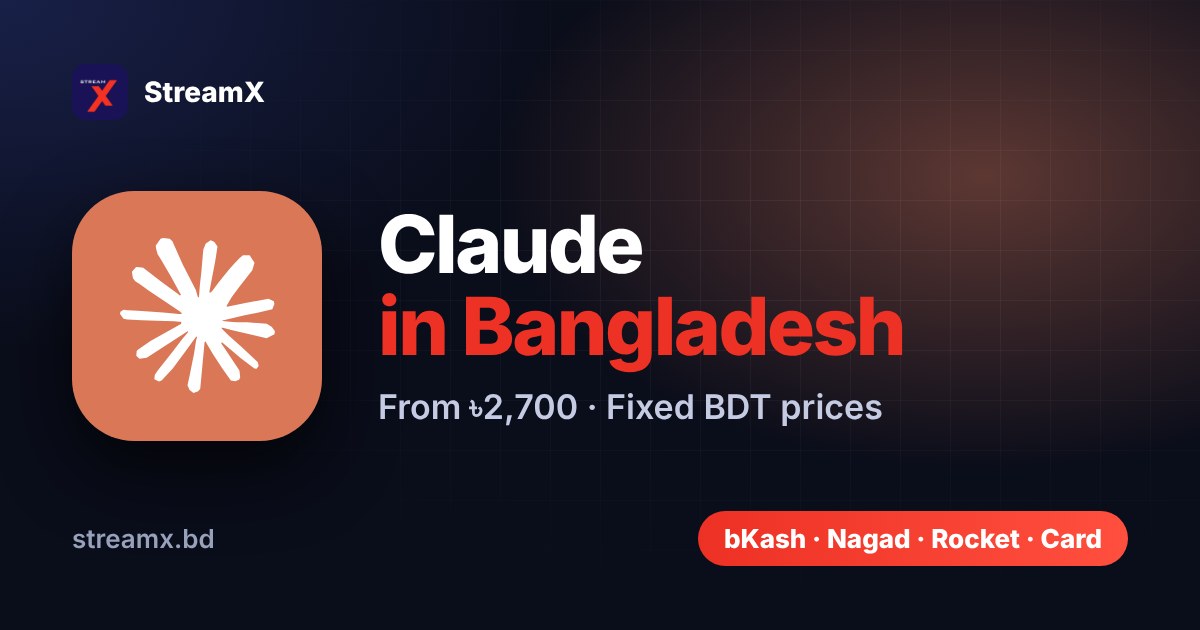 STREAM
X
StreamX
Claude
in Bangladesh
From ৳2,700 · Fixed BDT prices
streamx.bd
bKash · Nagad · Rocket · Card